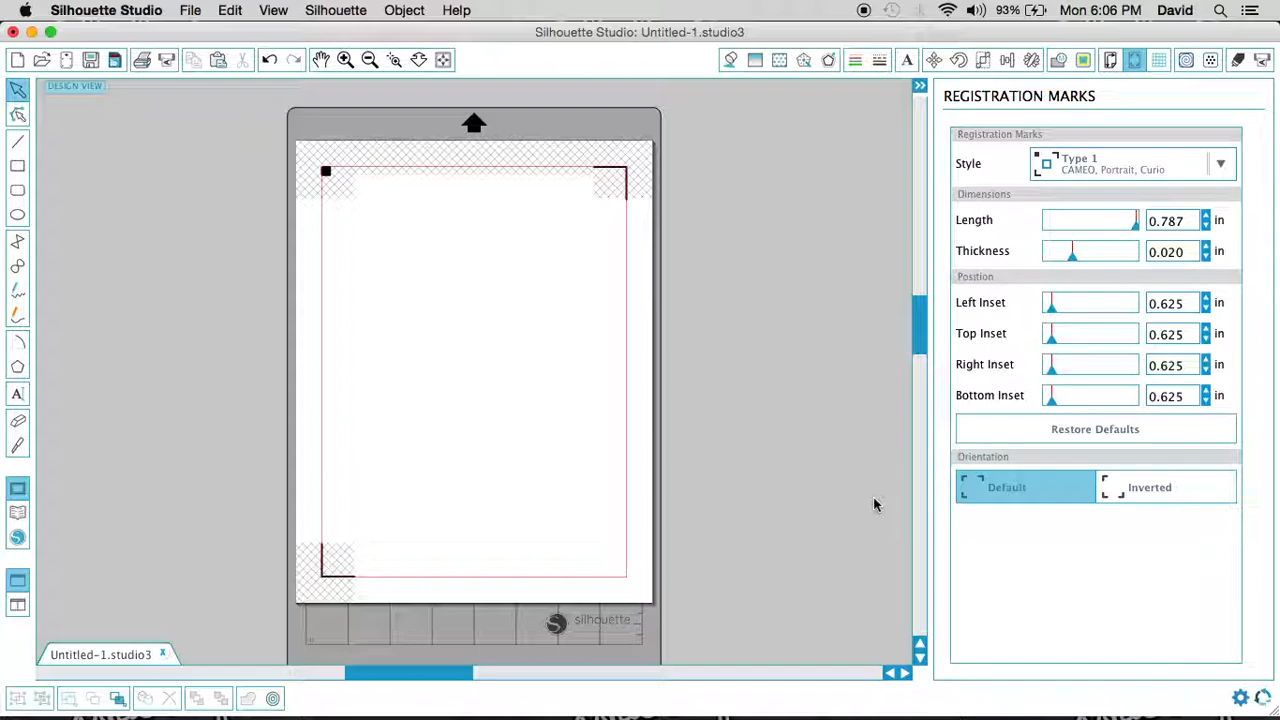 Silhouette Studio File Edit View Silhouette Object Help 93% Mon 6:06 PM David
Silhouette Studio: Untitled-1.studio3
DESIGN VIEW
REGISTRATION MARKS
Registration Marks
Style
Type 1
CAMEO, Portrait, Curio
Dimensions
Length 0.787 in
Thickness 0.020 in
Position
Left Inset 0.625 in
Top Inset 0.625 in
Right Inset 0.625 in
Bottom Inset 0.625 in
Restore Defaults
Orientation
Default Inverted
silhouette
Untitled-1.studio3 x